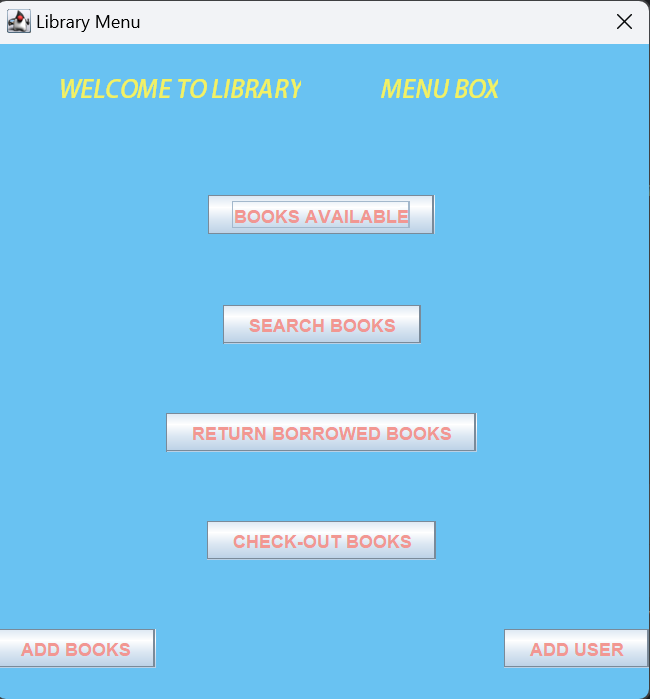 Library Menu
WELCOME TO LIBRARY MENU BOX
BOOKS AVAILABLE
SEARCH BOOKS
RETURN BORROWED BOOKS
CHECK-OUT BOOKS
ADD BOOKS ADD USER